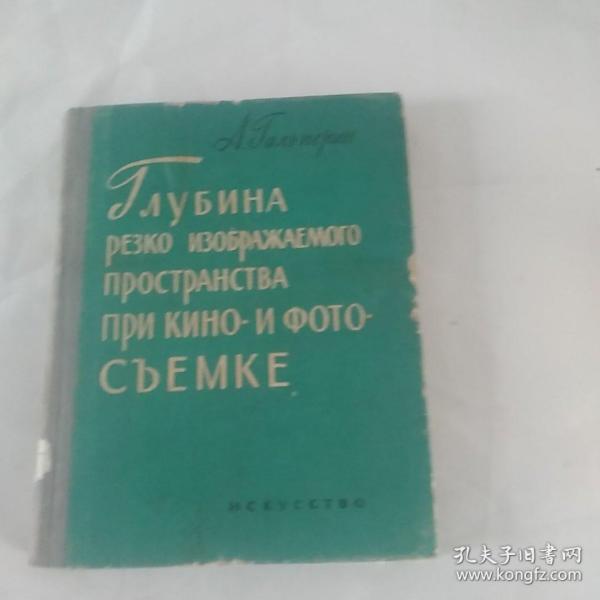 А. Гальперин
Глубина
резко изображаемого
пространства
при кино- и фото-
съемке
ИСКУССТВО
孔夫子旧书网
www.kongfz.com